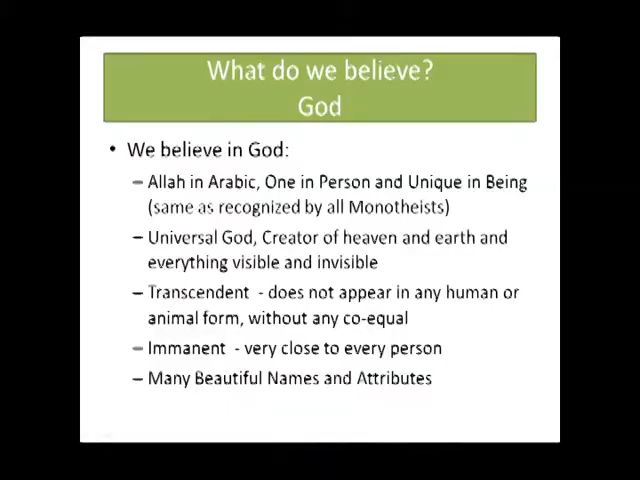 What do we believe?
God
• We believe in God:
– Allah in Arabic, One in Person and Unique in Being
(same as recognized by all Monotheists)
– Universal God, Creator of heaven and earth and
everything visible and invisible
– Transcendent - does not appear in any human or
animal form, without any co-equal
– Immanent - very close to every person
– Many Beautiful Names and Attributes